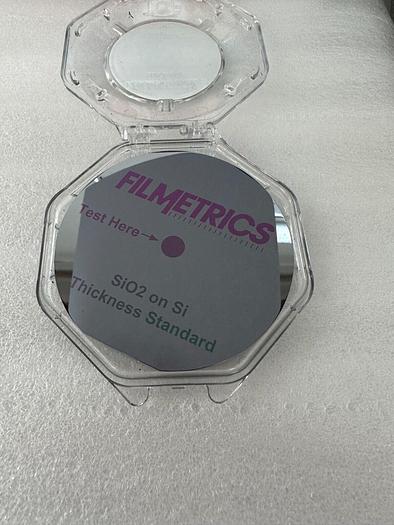 FILMETRICS
Test Here→
SiO2 on Si
Thickness Standard